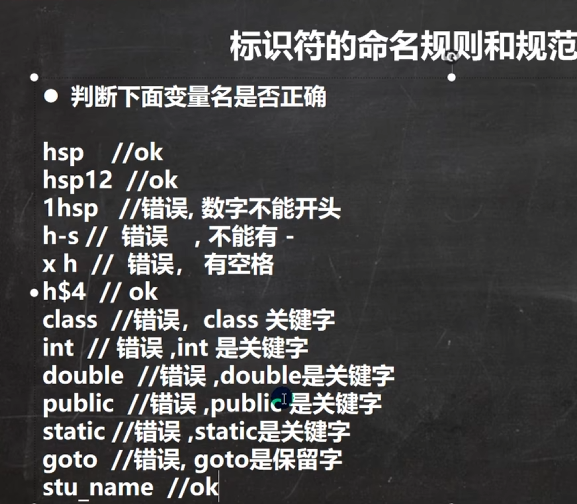 标识符的命名规则和规范
● 判断下面变量名是否正确
hsp //ok
hsp12 //ok
1hsp //错误, 数字不能开头
h-s // 错误 , 不能有 -
x h // 错误， 有空格
h$4 // ok
class //错误，class 关键字
int // 错误 ,int 是关键字
double //错误 ,double是关键字
public //错误 ,public 是关键字
static //错误 ,static是关键字
goto //错误, goto是保留字
stu_name //ok